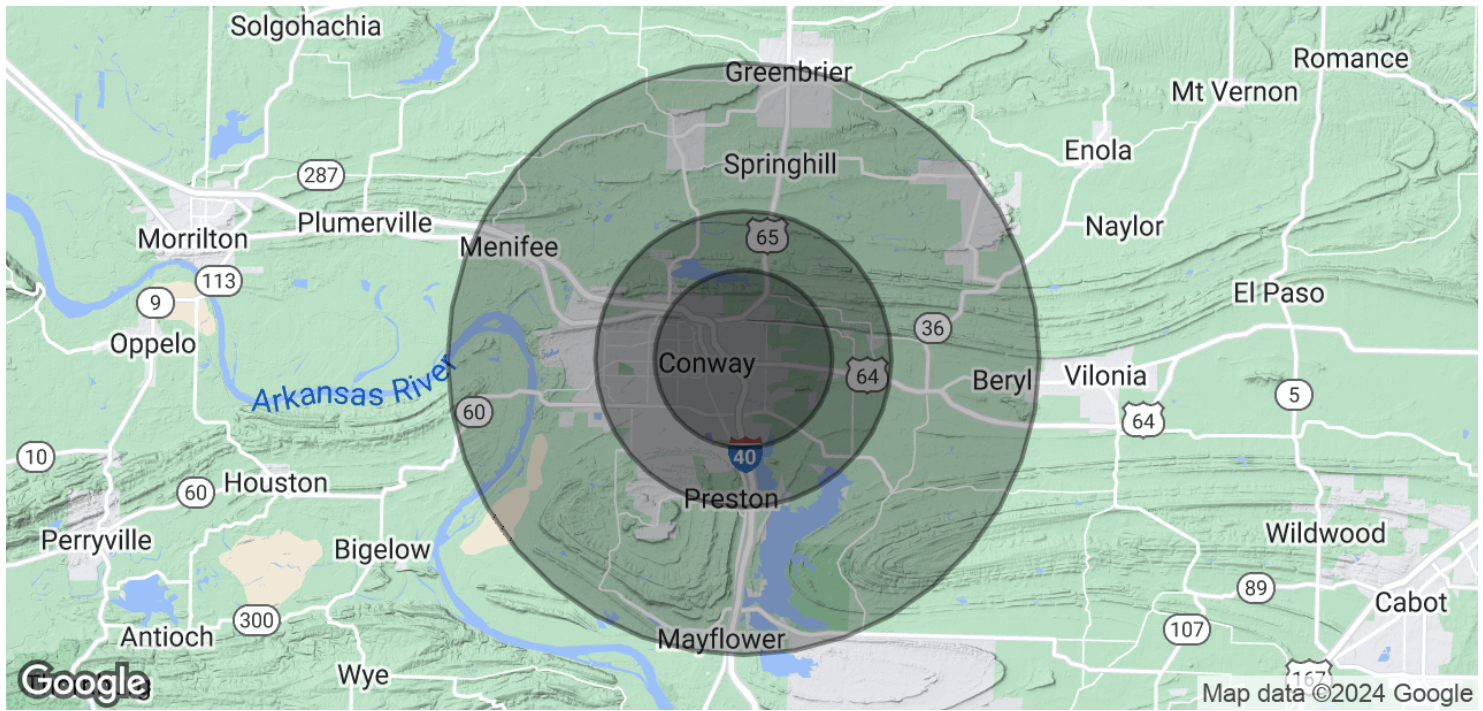 Solgohachia
Greenbrier
Romance
Mt Vernon
Enola
Springhill
287
Plumerville
Naylor
65
Morrilton
Menifee
113
El Paso
9
36
Oppelo
Conway
64
Beryl
Vilonia
Arkansas River
5
60
64
40
10
Houston
60
Preston
Perryville
Bigelow
Wildwood
89
Cabot
300
Antioch
107
Mayflower
Wye
167
Google
Map data ©2024 Google